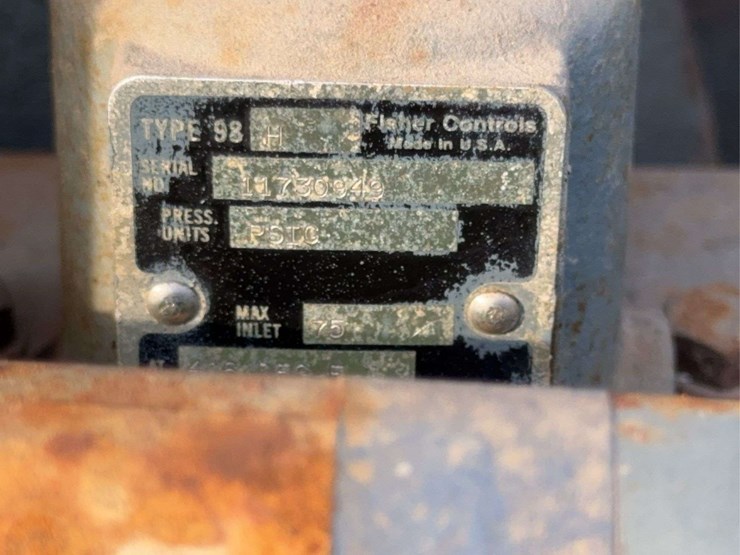 TYPE 98 H Fisher Controls
Made in U.S.A.
SERIAL NO. 11730949
PRESS. UNITS PSIG
MAX INLET 75